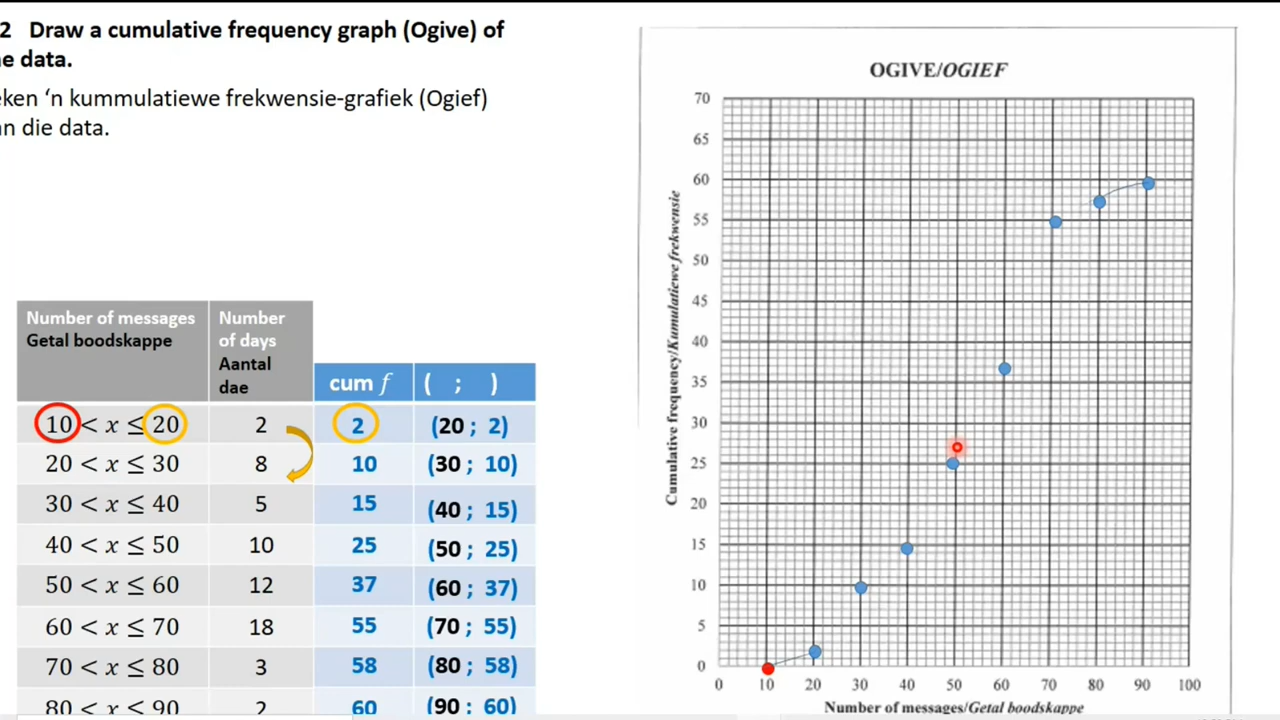 2 Draw a cumulative frequency graph (Ogive) of
e data.
ken ‘n kummulatiewe frekwensie-grafiek (Ogief)
n die data.
Number of messages
Getal boodskappe
Number
of days
Aantal
dae
cum f
( ; )
10 < x ≤ 20 2 2 (20 ; 2)
20 < x ≤ 30 8 10 (30 ; 10)
30 < x ≤ 40 5 15 (40 ; 15)
40 < x ≤ 50 10 25 (50 ; 25)
50 < x ≤ 60 12 37 (60 ; 37)
60 < x ≤ 70 18 55 (70 ; 55)
70 < x ≤ 80 3 58 (80 ; 58)
80 < x ≤ 90 2 60 (90 ; 60)
OGIVE/OGIEF
Cumulative frequency/Kumulatiewe frekwensie
70
65
60
55
50
45
40
35
30
25
20
15
10
5
0
0 10 20 30 40 50 60 70 80 90 100
Number of messages/Getal boodskappe